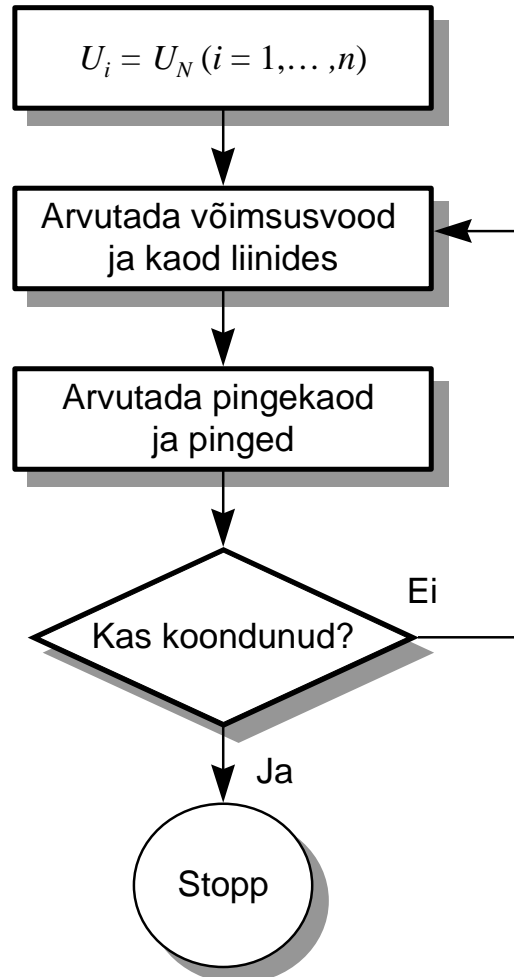 U_i = U_N (i = 1,… ,n)
Arvutada võimsusvood
ja kaod liinides
Arvutada pingekaod
ja pinged
Ei
Kas koondunud?
Ja
Stopp